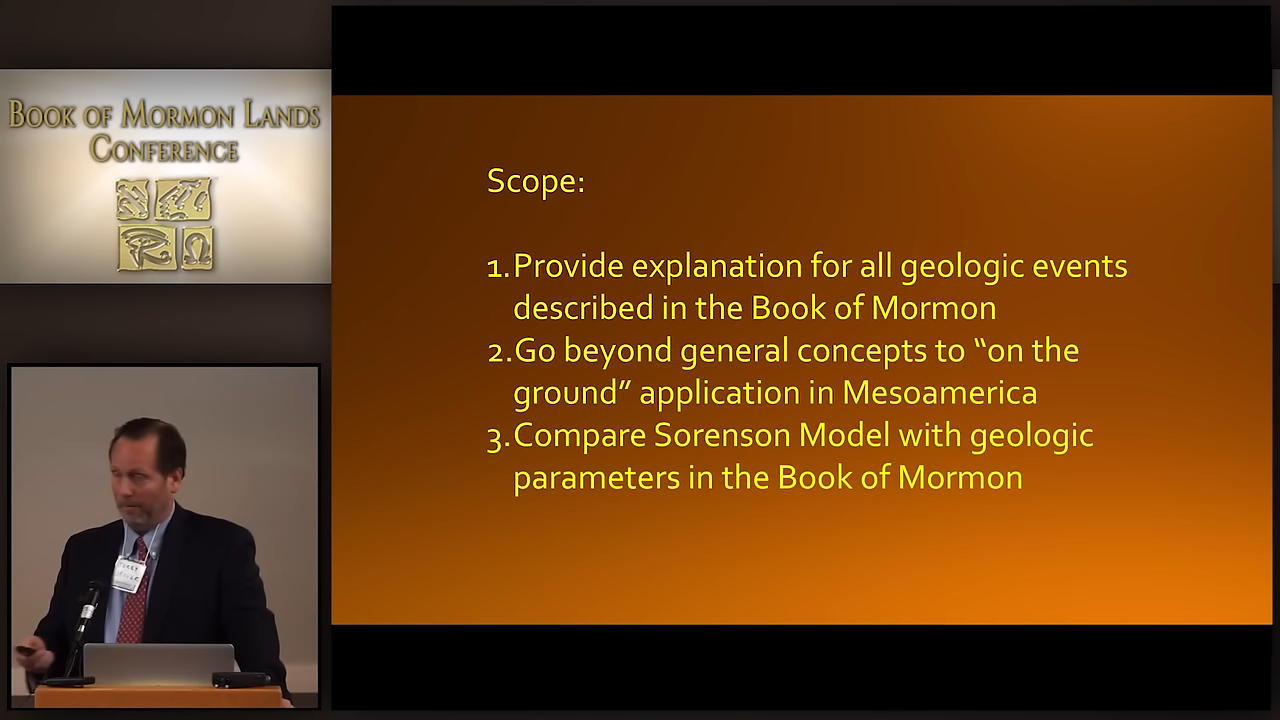 Book of Mormon Lands
Conference
Scope:
1.Provide explanation for all geologic events
described in the Book of Mormon
2.Go beyond general concepts to “on the
ground” application in Mesoamerica
3.Compare Sorenson Model with geologic
parameters in the Book of Mormon